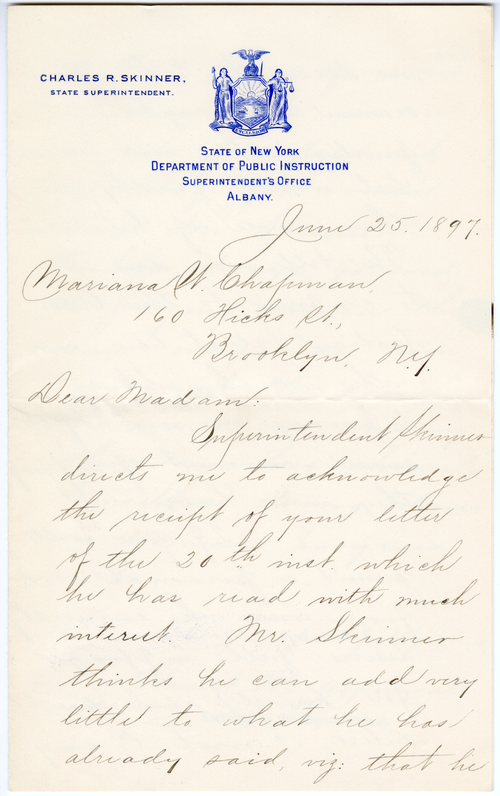 CHARLES R. SKINNER,
STATE SUPERINTENDENT.
STATE OF NEW YORK
DEPARTMENT OF PUBLIC INSTRUCTION
SUPERINTENDENT'S OFFICE
ALBANY.
June 25. 1897.
Mariana W. Chapman.
160 Hicks St.,
Brooklyn, N.Y.
Dear Madam:
Superintendent Skinner
directs me to acknowledge
the receipt of your letter
of the 20th inst. which
he has read with much
interest. Mr. Skinner
thinks he can add very
little to what he has
already said, viz: that he